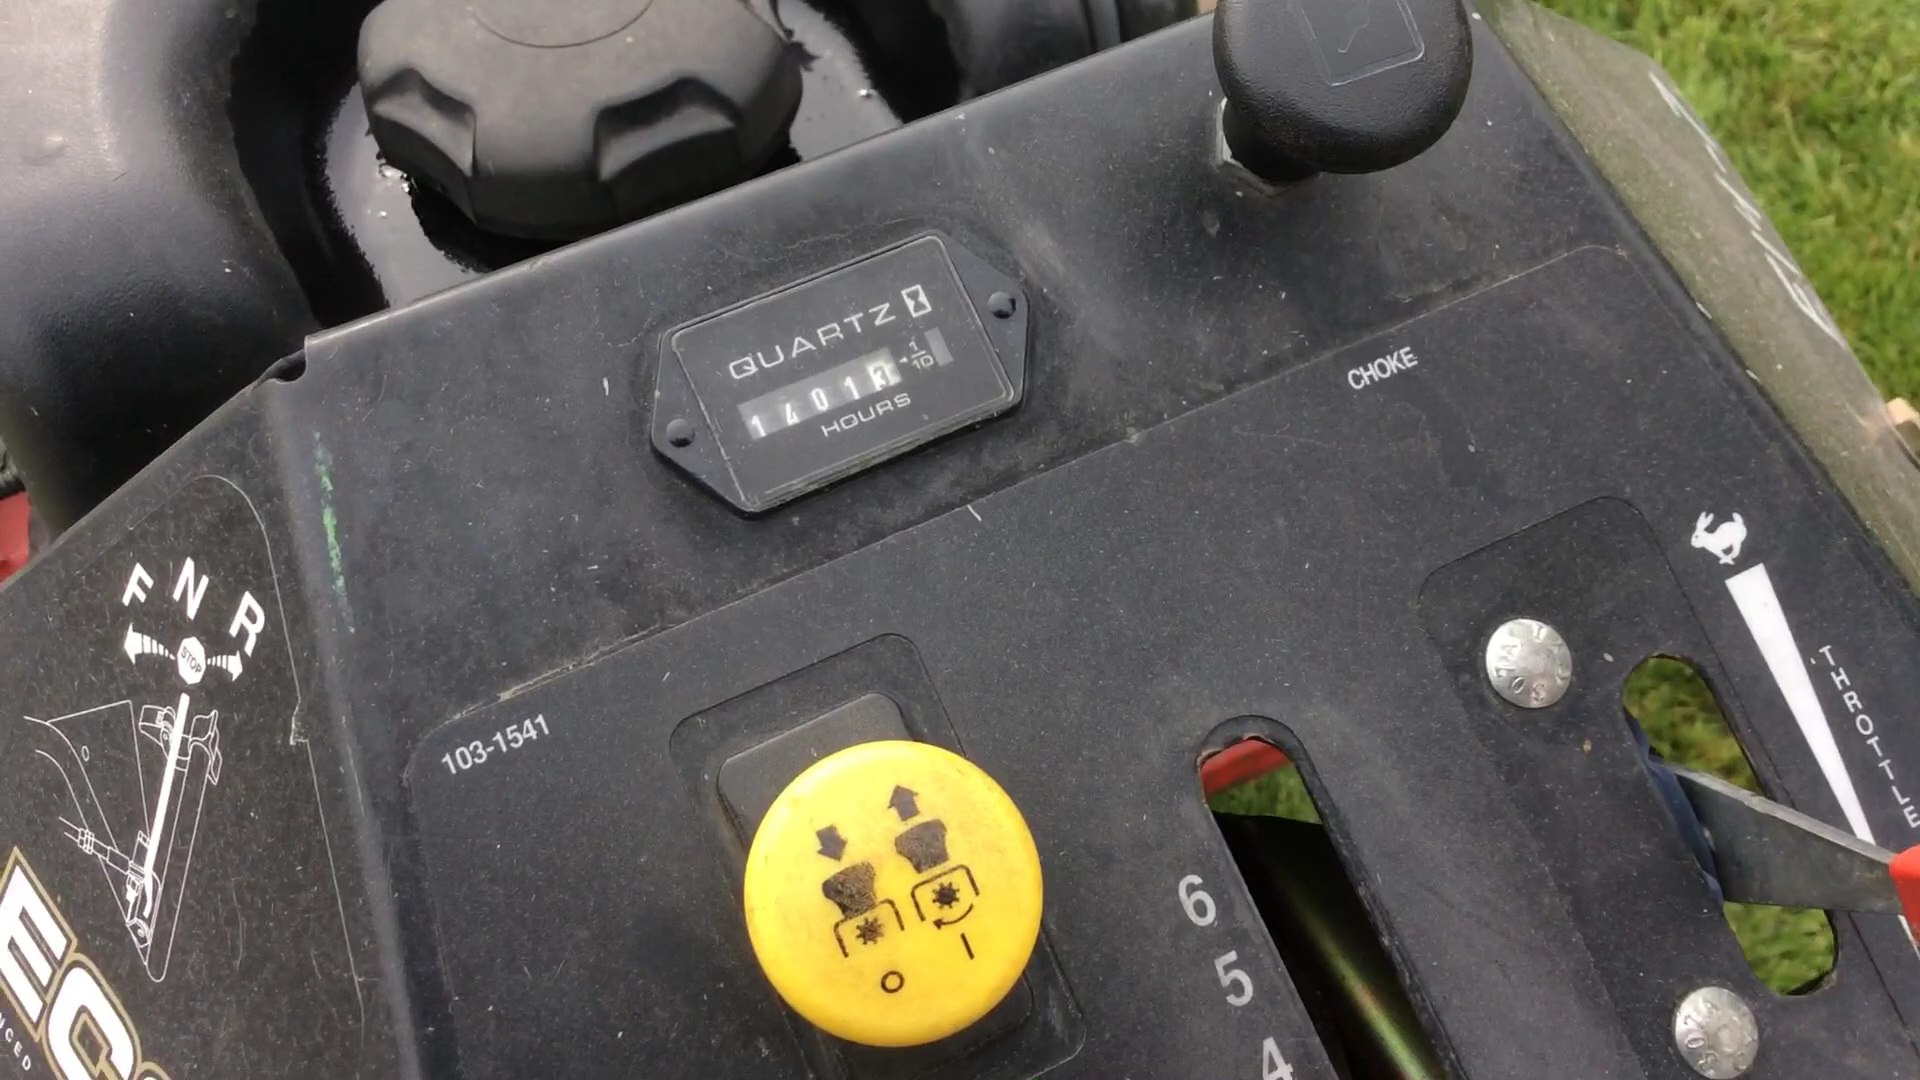 QUARTZ
1 4 0 1 3
1/10
HOURS
CHOKE
F N R
STOP
THROTTLE
103-1541
O I
6
5
4